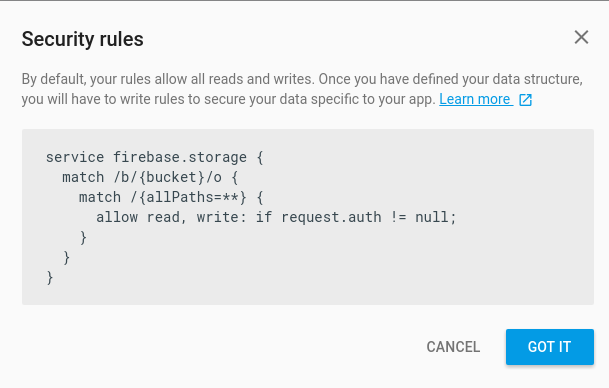 Security rules
By default, your rules allow all reads and writes. Once you have defined your data structure,
you will have to write rules to secure your data specific to your app. Learn more
service firebase.storage {
  match /b/{bucket}/o {
    match /{allPaths=**} {
      allow read, write: if request.auth != null;
    }
  }
}
CANCEL
GOT IT